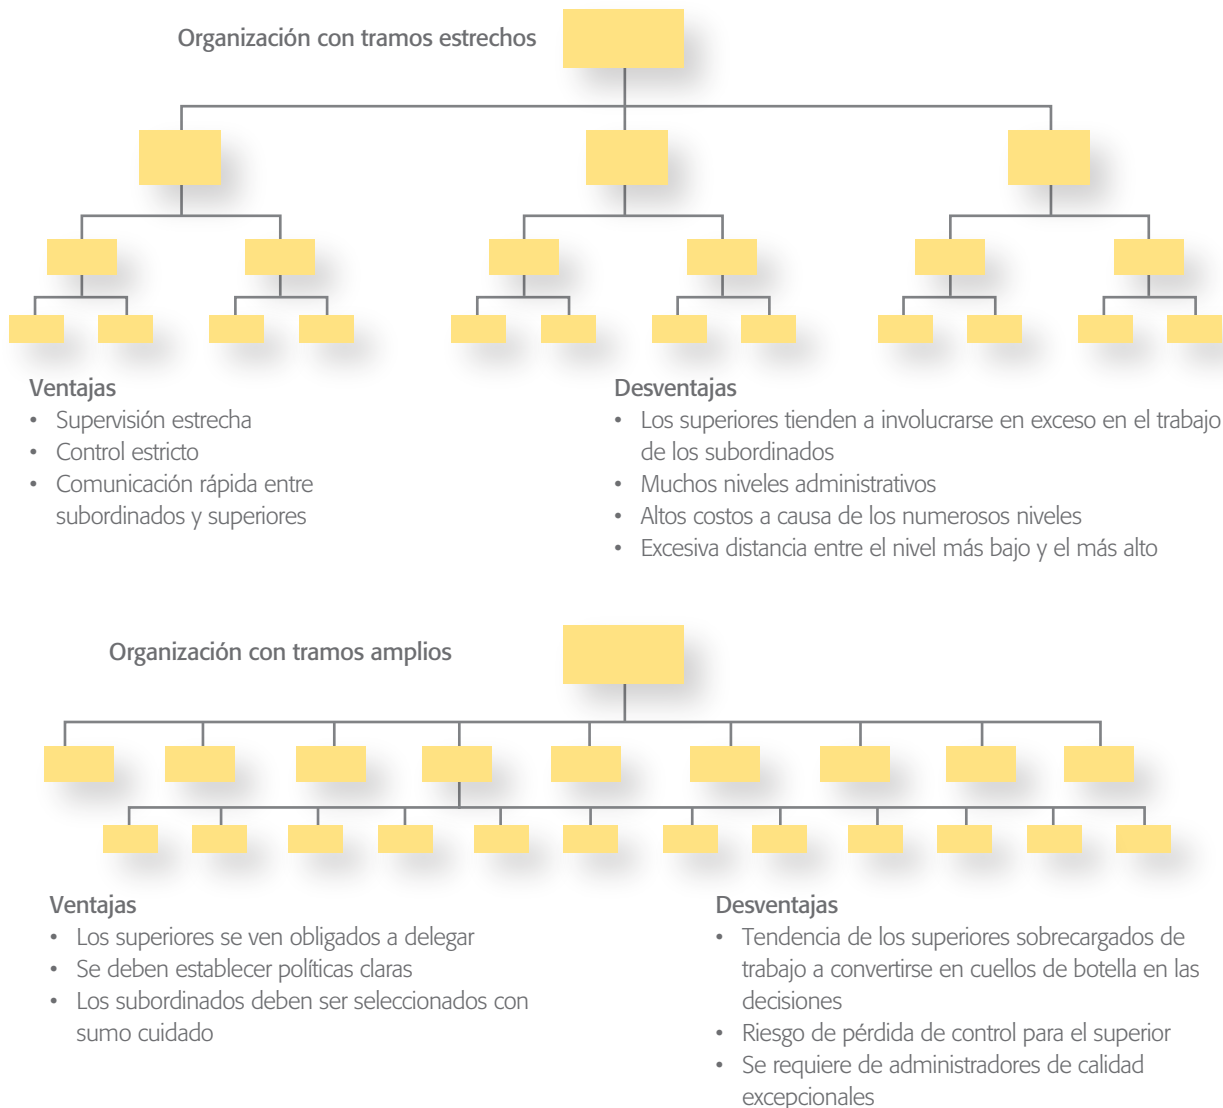 Organización con tramos estrechos
Ventajas
• Supervisión estrecha
• Control estricto
• Comunicación rápida entre
subordinados y superiores
Desventajas
• Los superiores tienden a involucrarse en exceso en el trabajo
de los subordinados
• Muchos niveles administrativos
• Altos costos a causa de los numerosos niveles
• Excesiva distancia entre el nivel más bajo y el más alto
Organización con tramos amplios
Ventajas
• Los superiores se ven obligados a delegar
• Se deben establecer políticas claras
• Los subordinados deben ser seleccionados con
sumo cuidado
Desventajas
• Tendencia de los superiores sobrecargados de
trabajo a convertirse en cuellos de botella en las
decisiones
• Riesgo de pérdida de control para el superior
• Se requiere de administradores de calidad
excepcionales